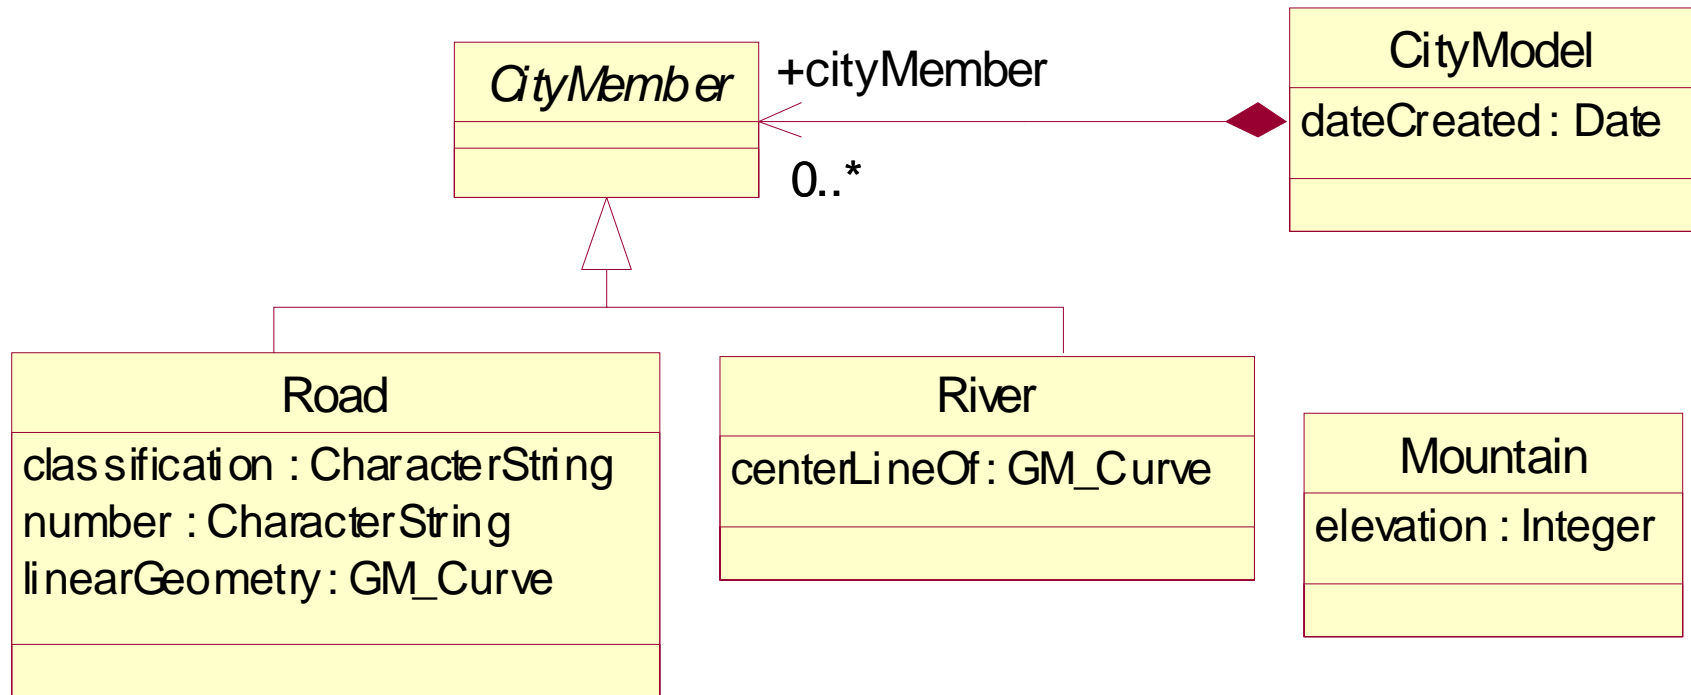 CityMember
+cityMember
0..*
CityModel
dateCreated : Date
Road
classification : CharacterString
number : CharacterString
linearGeometry : GM_Curve
River
centerLineOf : GM_Curve
Mountain
elevation : Integer